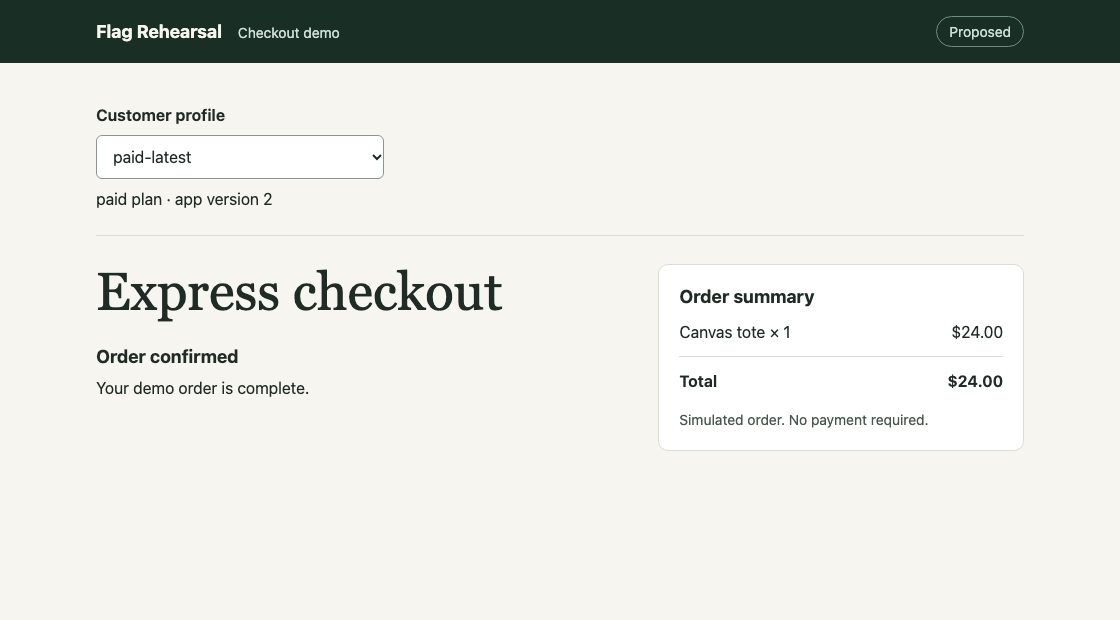 Flag Rehearsal
Checkout demo
Proposed
Customer profile
paid-latest
paid plan · app version 2
Express checkout
Order confirmed
Your demo order is complete.
Order summary
Canvas tote × 1 $24.00
Total $24.00
Simulated order. No payment required.